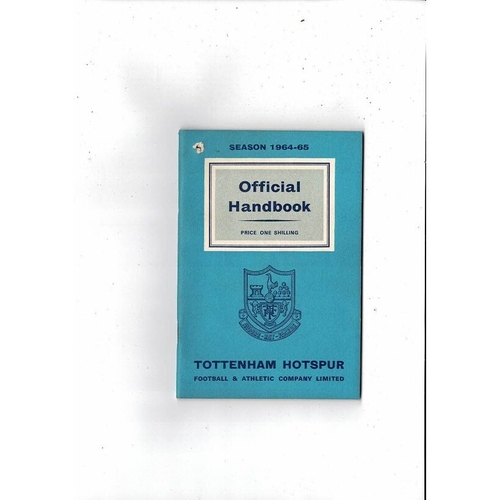 SEASON 1964-65
Official
Handbook
PRICE ONE SHILLING
TOTTENHAM HOTSPUR
FOOTBALL & ATHLETIC COMPANY LIMITED